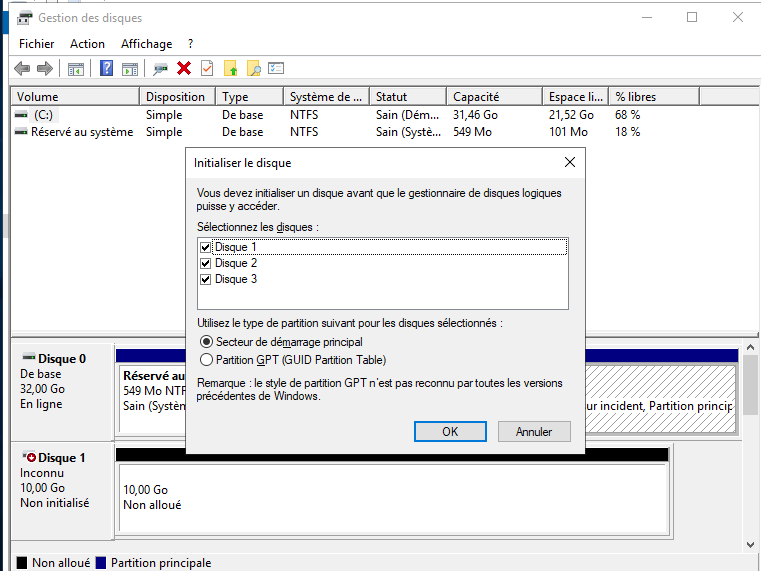 Gestion des disques
Fichier Action Affichage ?
Volume Disposition Type Système de ... Statut Capacité Espace li... % libres
(C:) Simple De base NTFS Sain (Dém... 31,46 Go 21,52 Go 68 %
Réservé au système Simple De base NTFS Sain (Systè... 549 Mo 101 Mo 18 %
Initialiser le disque
Vous devez initialiser un disque avant que le gestionnaire de disques logiques
puisse y accéder.
Sélectionnez les disques :
Disque 1
Disque 2
Disque 3
Utilisez le type de partition suivant pour les disques sélectionnés :
Secteur de démarrage principal
Partition GPT (GUID Partition Table)
Remarque : le style de partition GPT n'est pas reconnu par toutes les versions
précédentes de Windows.
OK Annuler
Disque 0
De base
32,00 Go
En ligne
Réservé au
549 Mo NTF
Sain (Systèn
ur incident, Partition princip
Disque 1
Inconnu
10,00 Go
Non initialisé
10,00 Go
Non alloué
Non alloué Partition principale